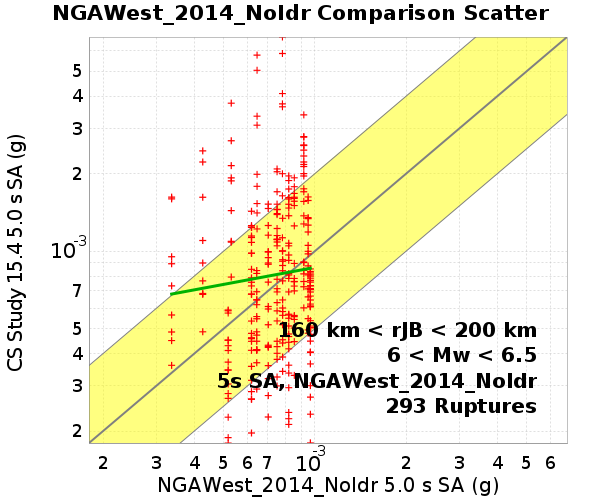 NGAWest_2014_NoIdr Comparison Scatter
CS Study 15.4 5.0 s SA (g)
5
4
3
2
10⁻³
7
5
4
3
2
160 km < rJB < 200 km
6 < Mw < 6.5
5s SA, NGAWest_2014_NoIdr
293 Ruptures
2 3 4 5 6 7 10⁻³ 2 3 4 5 6
NGAWest_2014_NoIdr 5.0 s SA (g)